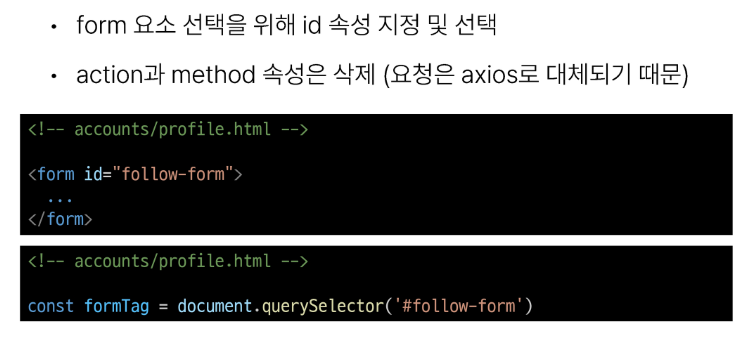 • form 요소 선택을 위해 id 속성 지정 및 선택
• action과 method 속성은 삭제 (요청은 axios로 대체되기 때문)
<!-- accounts/profile.html -->
<form id="follow-form">
...
</form>
<!-- accounts/profile.html -->
const formTag = document.querySelector('#follow-form')